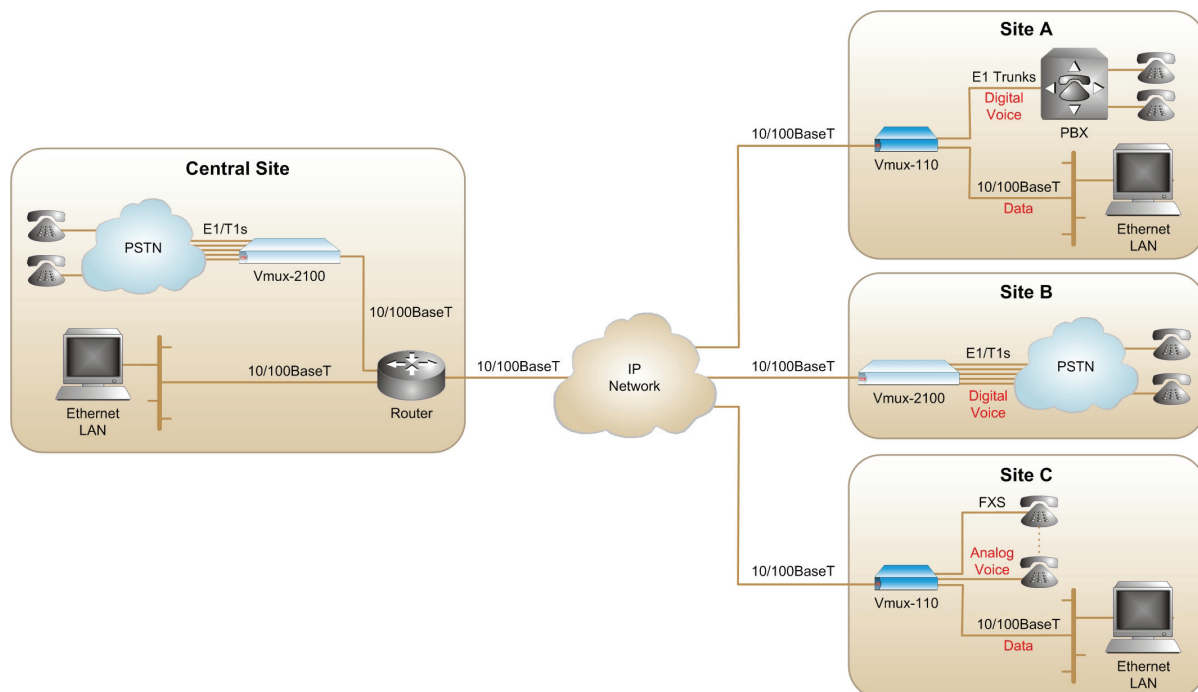 Central Site
PSTN
E1/T1s
Vmux-2100
10/100BaseT
10/100BaseT
Ethernet
LAN
Router
10/100BaseT
IP
Network
10/100BaseT
10/100BaseT
10/100BaseT
Site A
E1 Trunks
Digital
Voice
PBX
Vmux-110
10/100BaseT
Data
Ethernet
LAN
Site B
E1/T1s
PSTN
Vmux-2100
Digital
Voice
Site C
FXS
Analog
Voice
Vmux-110
10/100BaseT
Data
Ethernet
LAN